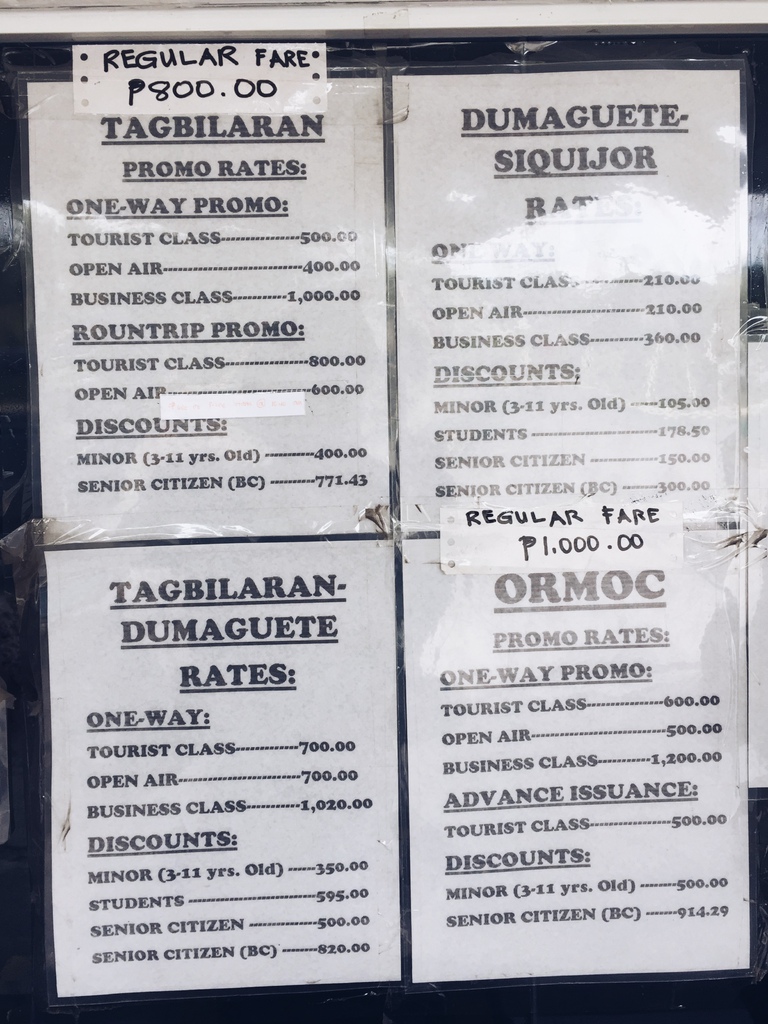 REGULAR FARE
₱800.00
TAGBILARAN
PROMO RATES:
ONE-WAY PROMO:
TOURIST CLASS---------------500.00
OPEN AIR---------------------------400.00
BUSINESS CLASS----------1,000.00
ROUNTRIP PROMO:
TOURIST CLASS---------------800.00
OPEN AIR---------------------------600.00
DISCOUNTS:
MINOR (3-11 yrs. Old) ---------400.00
SENIOR CITIZEN (BC) --------771.43
DUMAGUETE-
SIQUIJOR
RATES:
ONE-WAY:
TOURIST CLASS------------210.00
OPEN AIR-----------------------210.00
BUSINESS CLASS----------360.00
DISCOUNTS;
MINOR (3-11 yrs. Old) -----105.00
STUDENTS ---------------------178.50
SENIOR CITIZEN ------------150.00
SENIOR CITIZEN (BC) -----300.00
TAGBILARAN-
DUMAGUETE
RATES:
ONE-WAY:
TOURIST CLASS------------700.00
OPEN AIR-----------------------700.00
BUSINESS CLASS----------1,020.00
DISCOUNTS:
MINOR (3-11 yrs. Old) -----350.00
STUDENTS ---------------------595.00
SENIOR CITIZEN ------------500.00
SENIOR CITIZEN (BC) -----820.00
REGULAR FARE
₱1,000.00
ORMOC
PROMO RATES:
ONE-WAY PROMO:
TOURIST CLASS---------------600.00
OPEN AIR-------------------------500.00
BUSINESS CLASS----------1,200.00
ADVANCE ISSUANCE:
TOURIST CLASS---------------500.00
DISCOUNTS:
MINOR (3-11 yrs. Old) -------500.00
SENIOR CITIZEN (BC) ------914.29